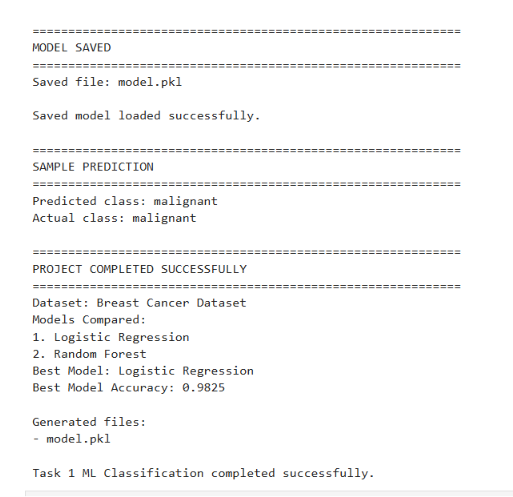 ============================================================
MODEL SAVED
============================================================
Saved file: model.pkl
Saved model loaded successfully.
============================================================
SAMPLE PREDICTION
============================================================
Predicted class: malignant
Actual class: malignant
============================================================
PROJECT COMPLETED SUCCESSFULLY
============================================================
Dataset: Breast Cancer Dataset
Models Compared:
1. Logistic Regression
2. Random Forest
Best Model: Logistic Regression
Best Model Accuracy: 0.9825
Generated files:
- model.pkl
Task 1 ML Classification completed successfully.